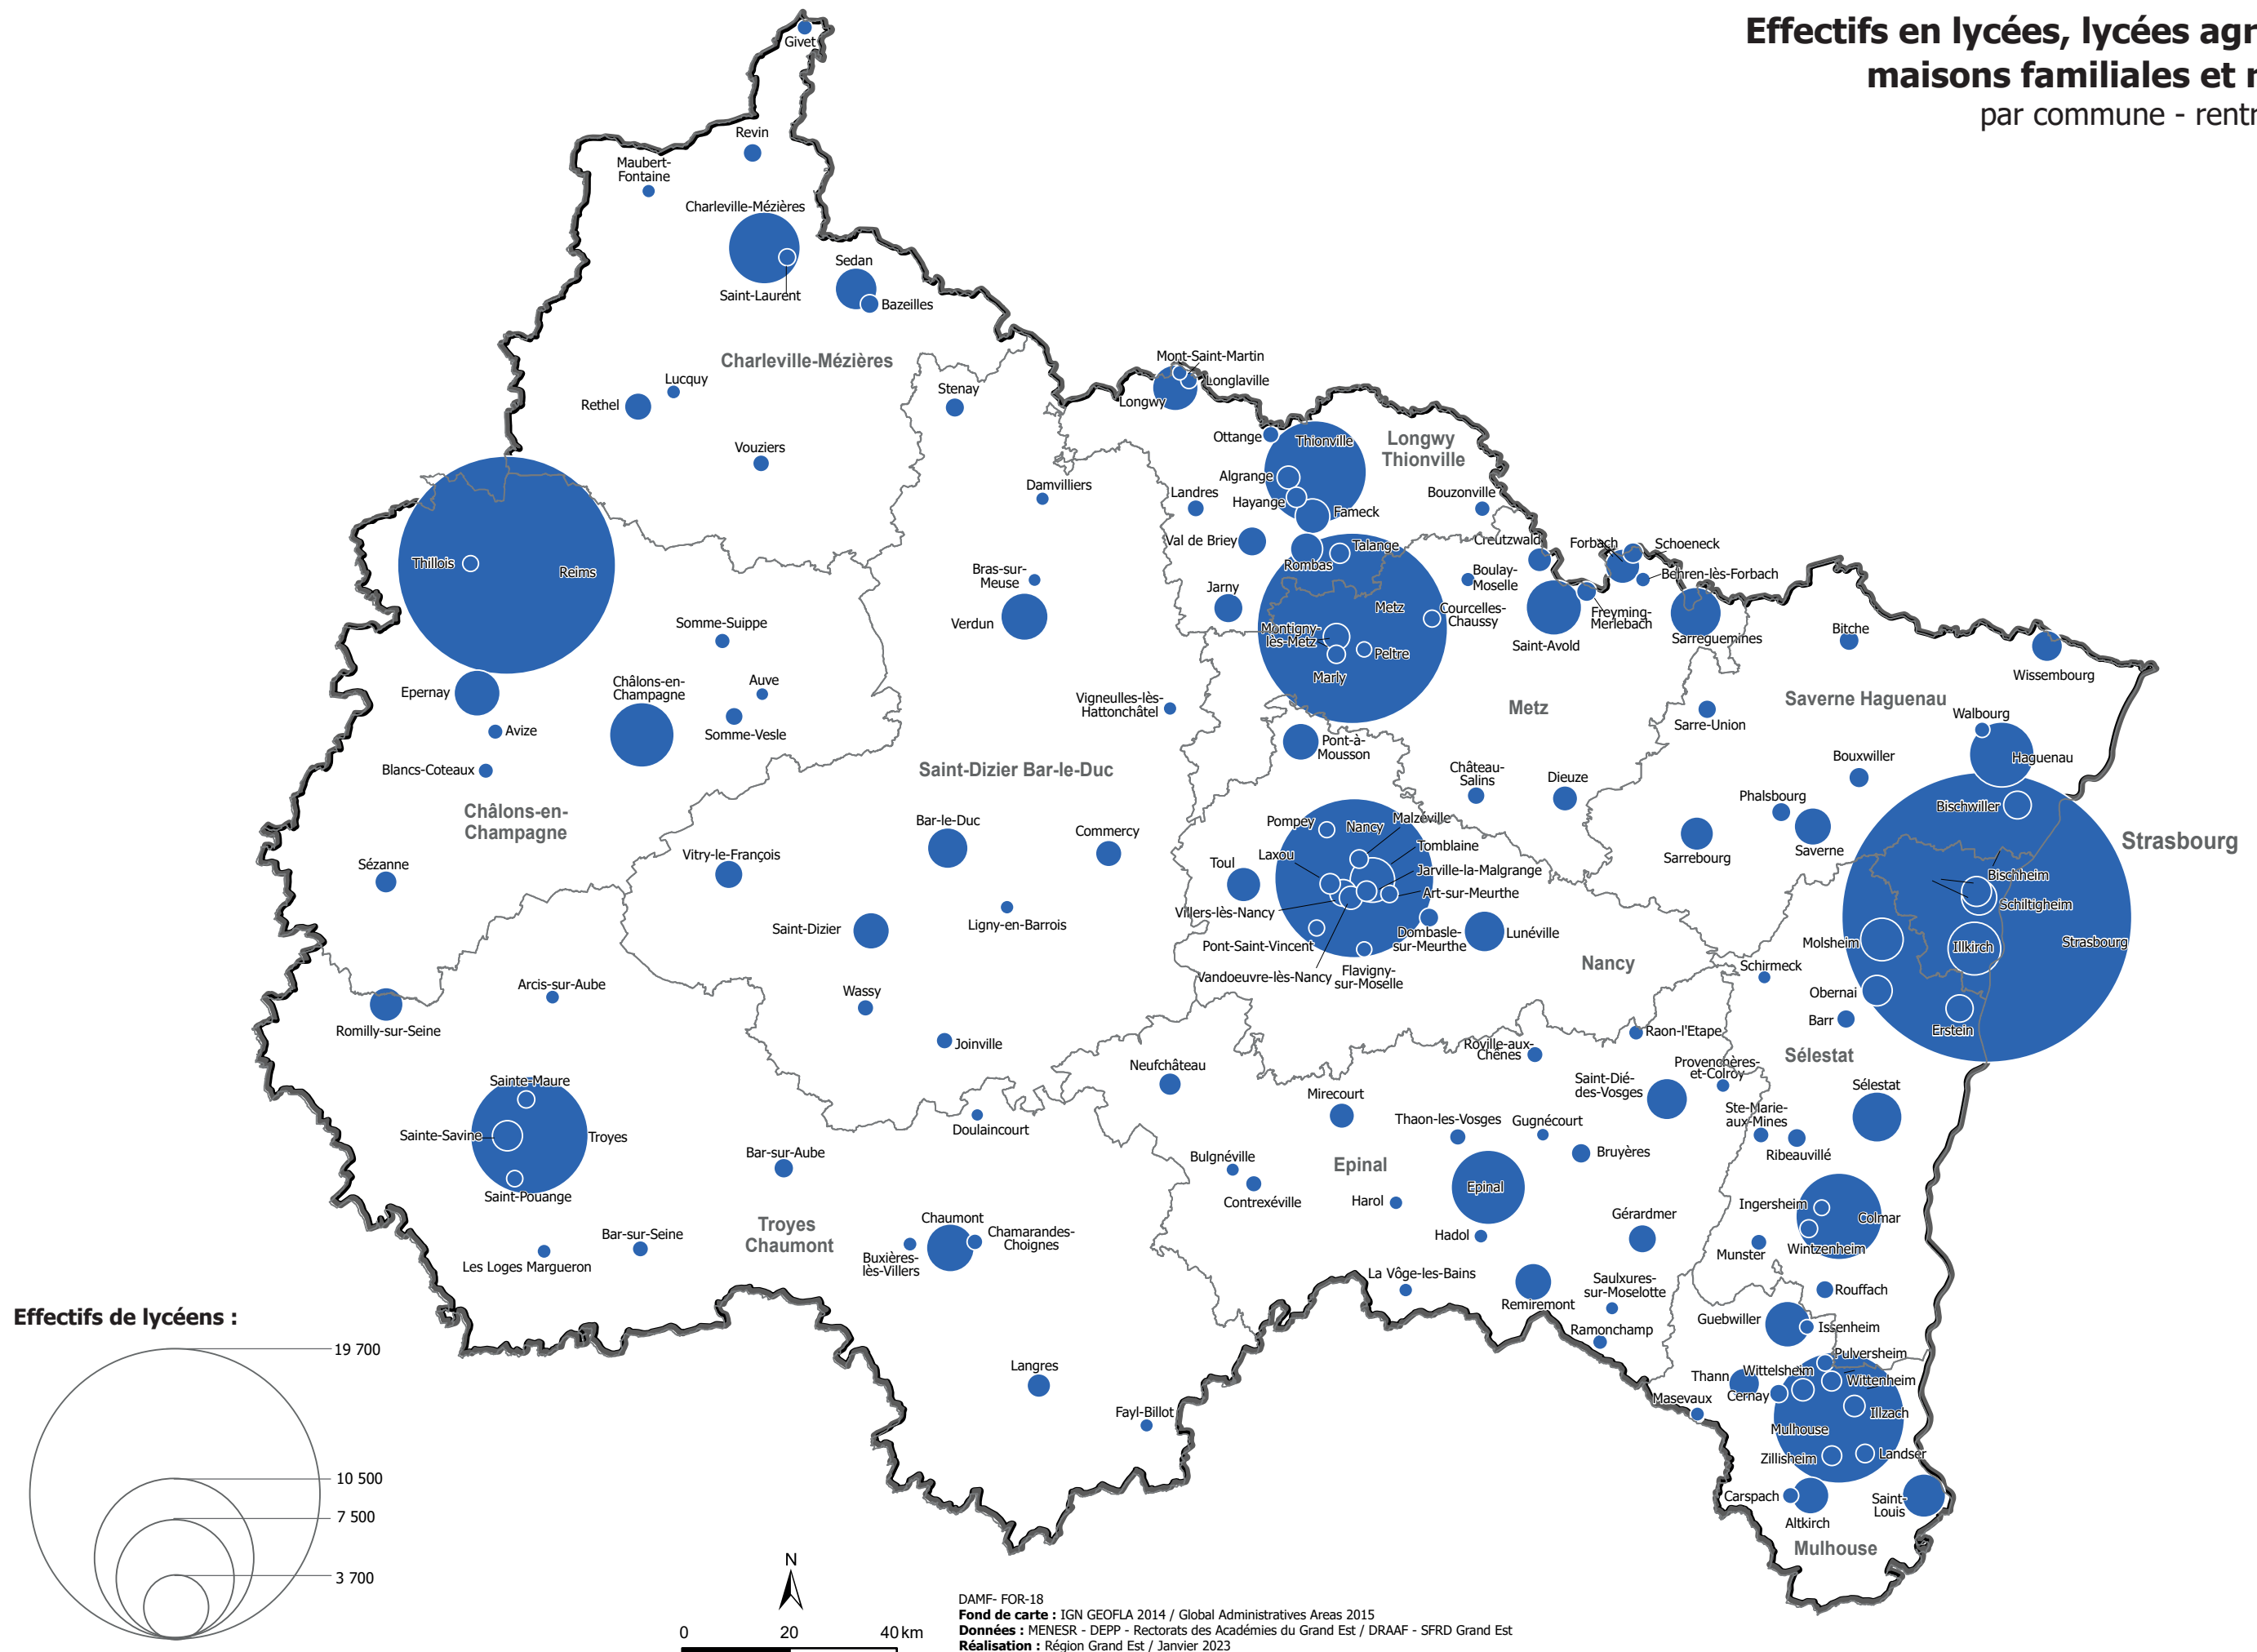 Effectifs en lycées, lycées agr
maisons familiales et r
par commune - rentr
Givet
Revin
Maubert-
Fontaine
Charleville-Mézières
Saint-Laurent
Sedan
Bazeilles
Charleville-Mézières
Lucquy
Rethel
Vouziers
Stenay
Mont-Saint-Martin
Longlaville
Longwy
Ottange
Thionville
Longwy
Thionville
Algrange
Hayange
Fameck
Bouzonville
Damvilliers
Landres
Val de Briey
Talange
Rombas
Creutzwald
Forbach
Schoeneck
Behren-lès-Forbach
Boulay-
Moselle
Bras-sur-
Meuse
Verdun
Jarny
Metz
Courcelles-
Chaussy
Freyming-
Merlebach
Montigny-
lès-Metz
Peltre
Marly
Saint-Avold
Sarreguemines
Bitche
Wissembourg
Thillois
Reims
Somme-Suippe
Epernay
Châlons-en-
Champagne
Auve
Somme-Vesle
Avize
Blancs-Coteaux
Châlons-en-
Champagne
Vigneulles-lès-
Hattonchâtel
Saint-Dizier Bar-le-Duc
Pont-à-
Mousson
Metz
Sarre-Union
Saverne Haguenau
Walbourg
Haguenau
Bouxwiller
Bischwiller
Château-
Salins
Dieuze
Phalsbourg
Saverne
Sarrebourg
Strasbourg
Sézanne
Vitry-le-François
Bar-le-Duc
Commercy
Saint-Dizier
Ligny-en-Barrois
Toul
Pompey
Nancy
Malzéville
Laxou
Tomblaine
Jarville-la-Malgrange
Art-sur-Meurthe
Villers-lès-Nancy
Pont-Saint-Vincent
Dombasle-
sur-Meurthe
Lunéville
Vandoeuvre-lès-Nancy
Flavigny-
sur-Moselle
Nancy
Bischheim
Schiltigheim
Strasbourg
Molsheim
Illkirch
Schirmeck
Obernai
Barr
Erstein
Romilly-sur-Seine
Arcis-sur-Aube
Wassy
Joinville
Neufchâteau
Roville-aux-
Chênes
Raon-l'Etape
Provenchères-
et-Colroy
Sélestat
Sélestat
Sainte-Maure
Sainte-Savine
Troyes
Saint-Pouange
Doulaincourt
Mirecourt
Saint-Dié-
des-Vosges
Ste-Marie-
aux-Mines
Ribeauvillé
Thaon-les-Vosges
Gugnécourt
Bruyères
Bar-sur-Aube
Bulgnéville
Contrexéville
Epinal
Epinal
Harol
Hadol
Gérardmer
Ingersheim
Colmar
Wintzenheim
Munster
Bar-sur-Seine
Les Loges Margueron
Troyes
Chaumont
Chaumont
Chamarandes-
Choignes
Buxières-
lès-Villers
La Vôge-les-Bains
Remiremont
Saulxures-
sur-Moselotte
Ramonchamp
Rouffach
Guebwiller
Issenheim
Pulversheim
Wittelsheim
Wittenheim
Thann
Cernay
Masevaux
Illzach
Mulhouse
Zillisheim
Landser
Carspach
Altkirch
Saint-
Louis
Mulhouse
Langres
Fayl-Billot
Effectifs de lycéens :
19 700
10 500
7 500
3 700
N
0 20 40 km
DAMF- FOR-18
Fond de carte : IGN GEOFLA 2014 / Global Administratives Areas 2015
Données : MENESR - DEPP - Rectorats des Académies du Grand Est / DRAAF - SFRD Grand Est
Réalisation : Région Grand Est / Janvier 2023